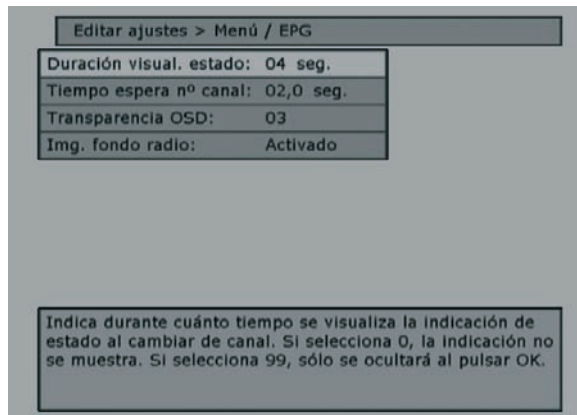 Editar ajustes > Menú / EPG
Duración visual. estado: 04 seg.
Tiempo espera nº canal: 02,0 seg.
Transparencia OSD: 03
Img. fondo radio: Activado
Indica durante cuánto tiempo se visualiza la indicación de
estado al cambiar de canal. Si selecciona 0, la indicación no
se muestra. Si selecciona 99, sólo se ocultará al pulsar OK.